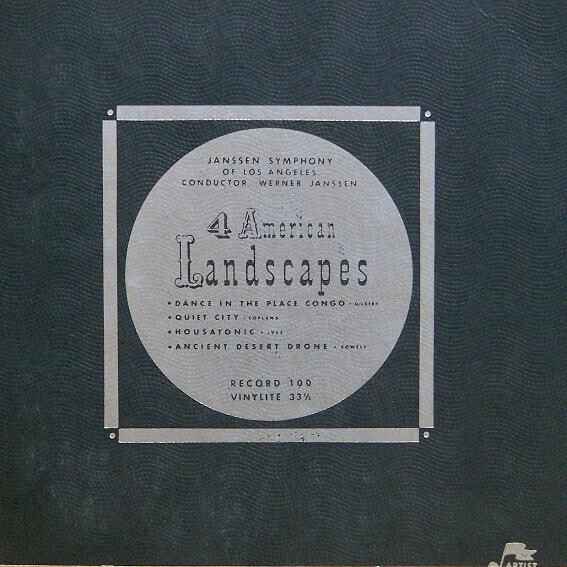 JANSSEN SYMPHONY
OF LOS ANGELES
CONDUCTOR WERNER JANSSEN
4 American
Landscapes
• DANCE IN THE PLACE CONGO • GILBERT
• QUIET CITY • COPLAND
• HOUSATONIC • IVES
• ANCIENT DESERT DRONE • COWELL
RECORD 100
VINYLITE 33⅓
ARTIST